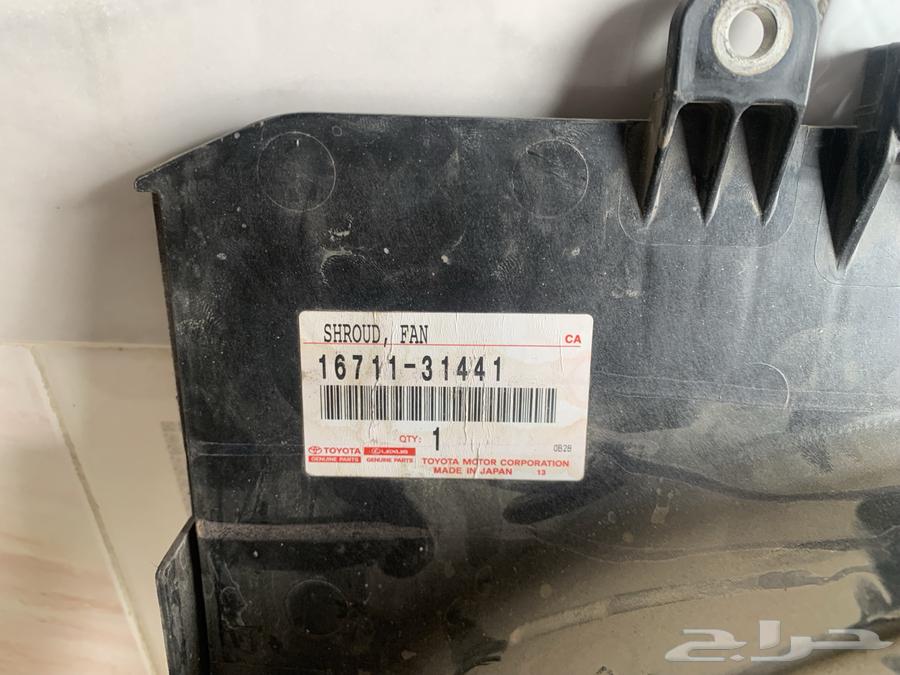 SHROUD, FAN
CA
16711-31441
QTY: 1
0B2B
TOYOTA
GENUINE PARTS
LEXUS
GENUINE PARTS
TOYOTA MOTOR CORPORATION
MADE IN JAPAN 13
حراج